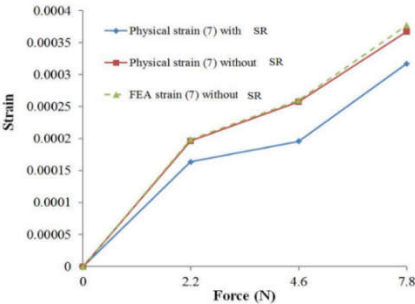 0.0004
0.00035
0.0003
0.00025
0.0002
0.00015
0.0001
0.00005
0
Strain
Physical strain (7) with SR
Physical strain (7) without SR
FEA strain (7) without SR
0 2.2 4.6 7.8
Force (N)